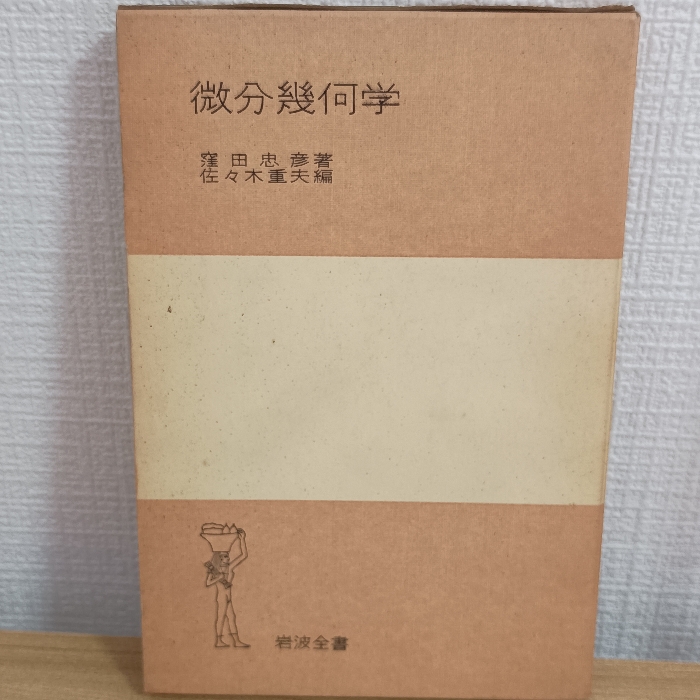 微分幾何学
窪田忠彦著
佐々木重夫編
岩波全書